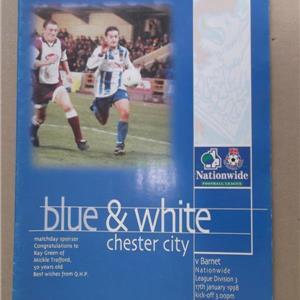 Nationwide
FOOTBALL LEAGUE
blue & white
chester city
matchday sponsor
Congratulations to
Ray Green of
Mickle Trafford,
50 years old
Best wishes from Q.H.P.
v Barnet
Nationwide
League Division 3
17th january 1998
kick-off 3.00pm